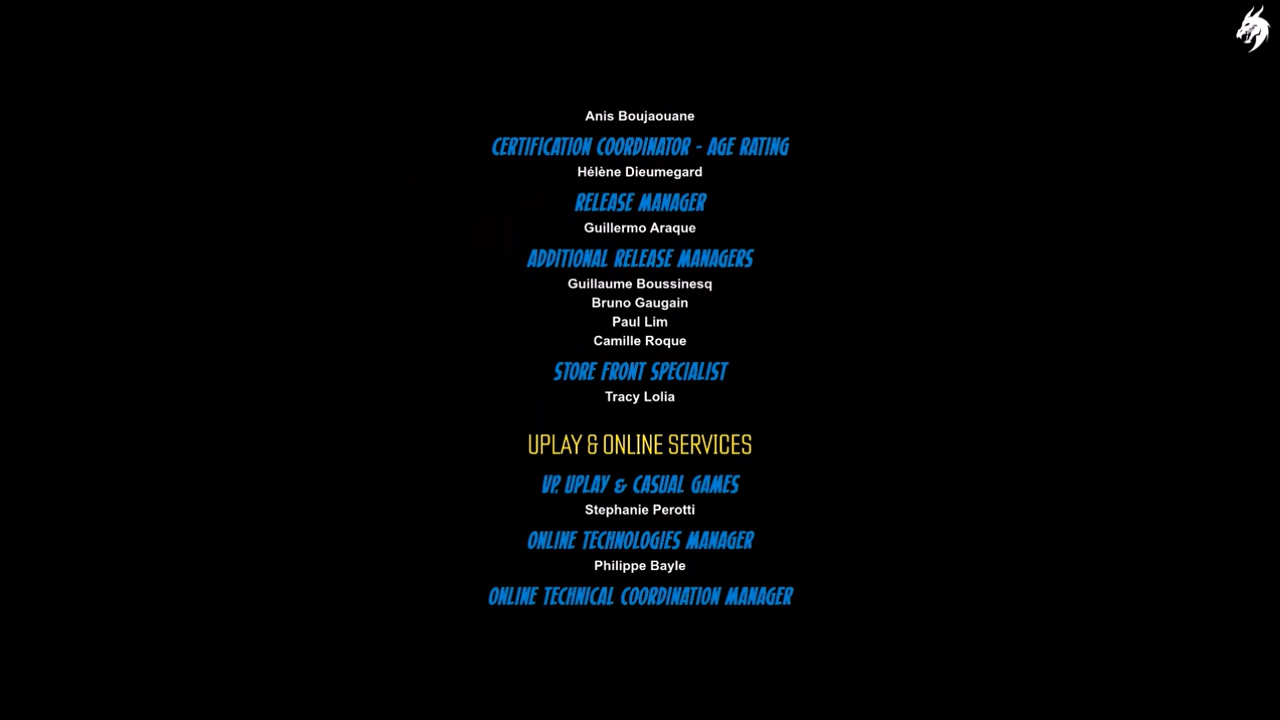 Anis Boujaouane
CERTIFICATION COORDINATOR - AGE RATING
Hélène Dieumegard
RELEASE MANAGER
Guillermo Araque
ADDITIONAL RELEASE MANAGERS
Guillaume Boussinesq
Bruno Gaugain
Paul Lim
Camille Roque
STORE FRONT SPECIALIST
Tracy Lolia
UPLAY & ONLINE SERVICES
VP, UPLAY & CASUAL GAMES
Stephanie Perotti
ONLINE TECHNOLOGIES MANAGER
Philippe Bayle
ONLINE TECHNICAL COORDINATION MANAGER